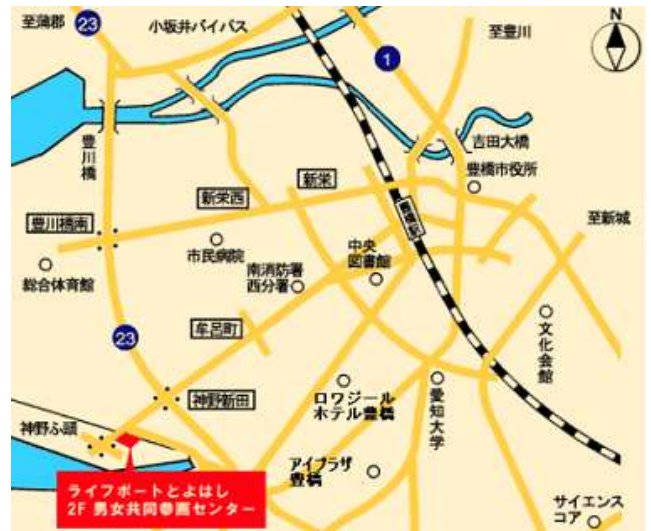 至蒲郡
23
小坂井バイパス
N
1
至豊川
豊川橋
吉田大橋
豊橋市役所
新栄
新栄西
豊橋駅
豊川橋南
至新城
市民病院
中央
図書館
総合体育館
南消防署
西分署
牟呂町
23
文化会館
神野新田
ロワジール
ホテル豊橋
愛知大学
神野ふ頭
アイプラザ
豊橋
ライフポートとよはし
2F 男女共同参画センター
サイエンス
コア